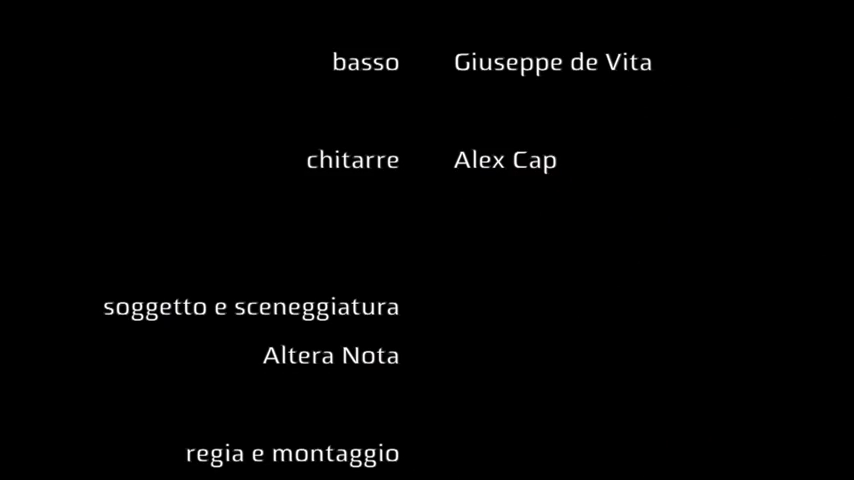 basso Giuseppe de Vita
chitarre Alex Cap
soggetto e sceneggiatura
Altera Nota
regia e montaggio